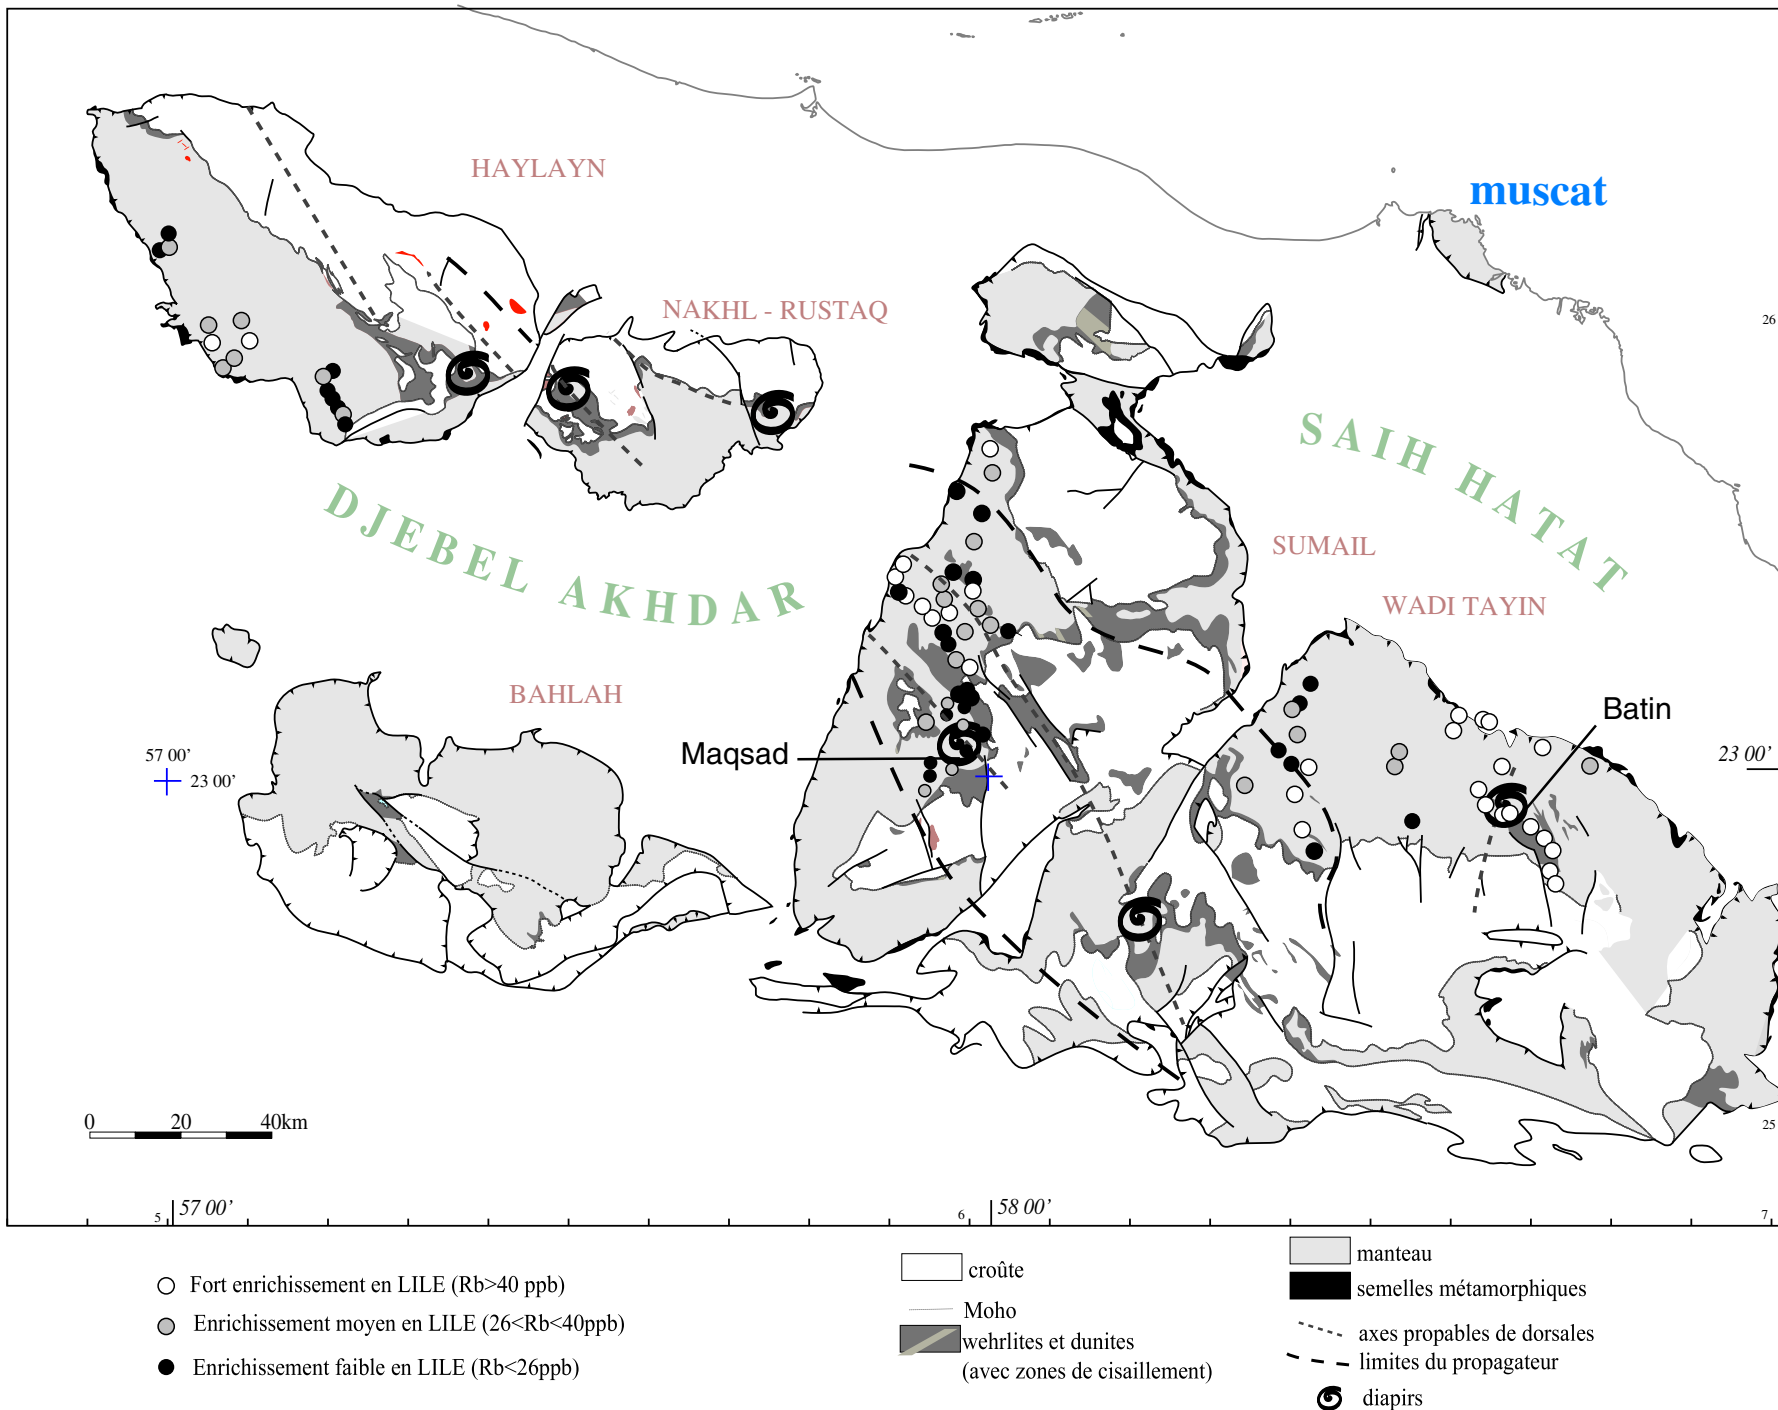 HAYLAYN
muscat
NAKHL - RUSTAQ
26
SAIH HATAT
DJEBEL AKHDAR
SUMAIL
WADI TAYIN
BAHLAH
Batin
Maqsad
57 00'
23 00'
23 00'
0 20 40km
25
5
57 00'
6
58 00'
7
Fort enrichissement en LILE (Rb>40 ppb)
Enrichissement moyen en LILE (26<Rb<40ppb)
Enrichissement faible en LILE (Rb<26ppb)
croûte
Moho
wehrlites et dunites
(avec zones de cisaillement)
manteau
semelles métamorphiques
axes propables de dorsales
limites du propagateur
diapirs